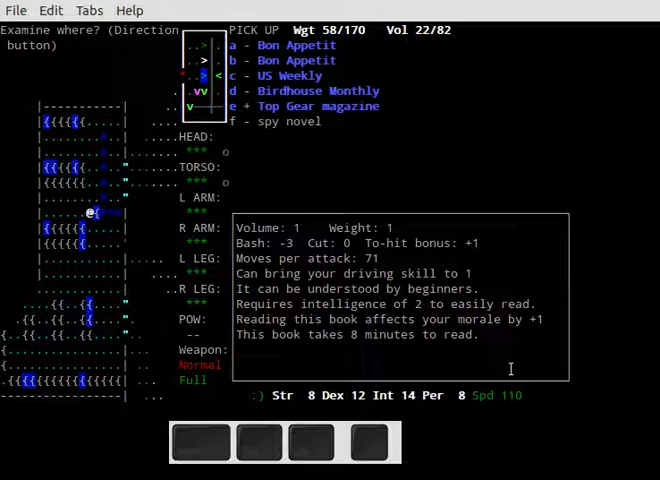 File Edit Tabs Help
Examine where? (Direction button)
PICK UP Wgt 58/170 Vol 22/82
a - Bon Appetit
b - Bon Appetit
c - US Weekly
d - Birdhouse Monthly
e + Top Gear magazine
f - spy novel
HEAD:
***
TORSO:
***
L ARM:
***
R ARM:
***
L LEG:
***
R LEG:
***
POW:
--
Weapon:
Normal
Full
Volume: 1 Weight: 1
Bash: -3 Cut: 0 To-hit bonus: +1
Moves per attack: 71
Can bring your driving skill to 1
It can be understood by beginners.
Requires intelligence of 2 to easily read.
Reading this book affects your morale by +1
This book takes 8 minutes to read.
:) Str 8 Dex 12 Int 14 Per 8 Spd 110